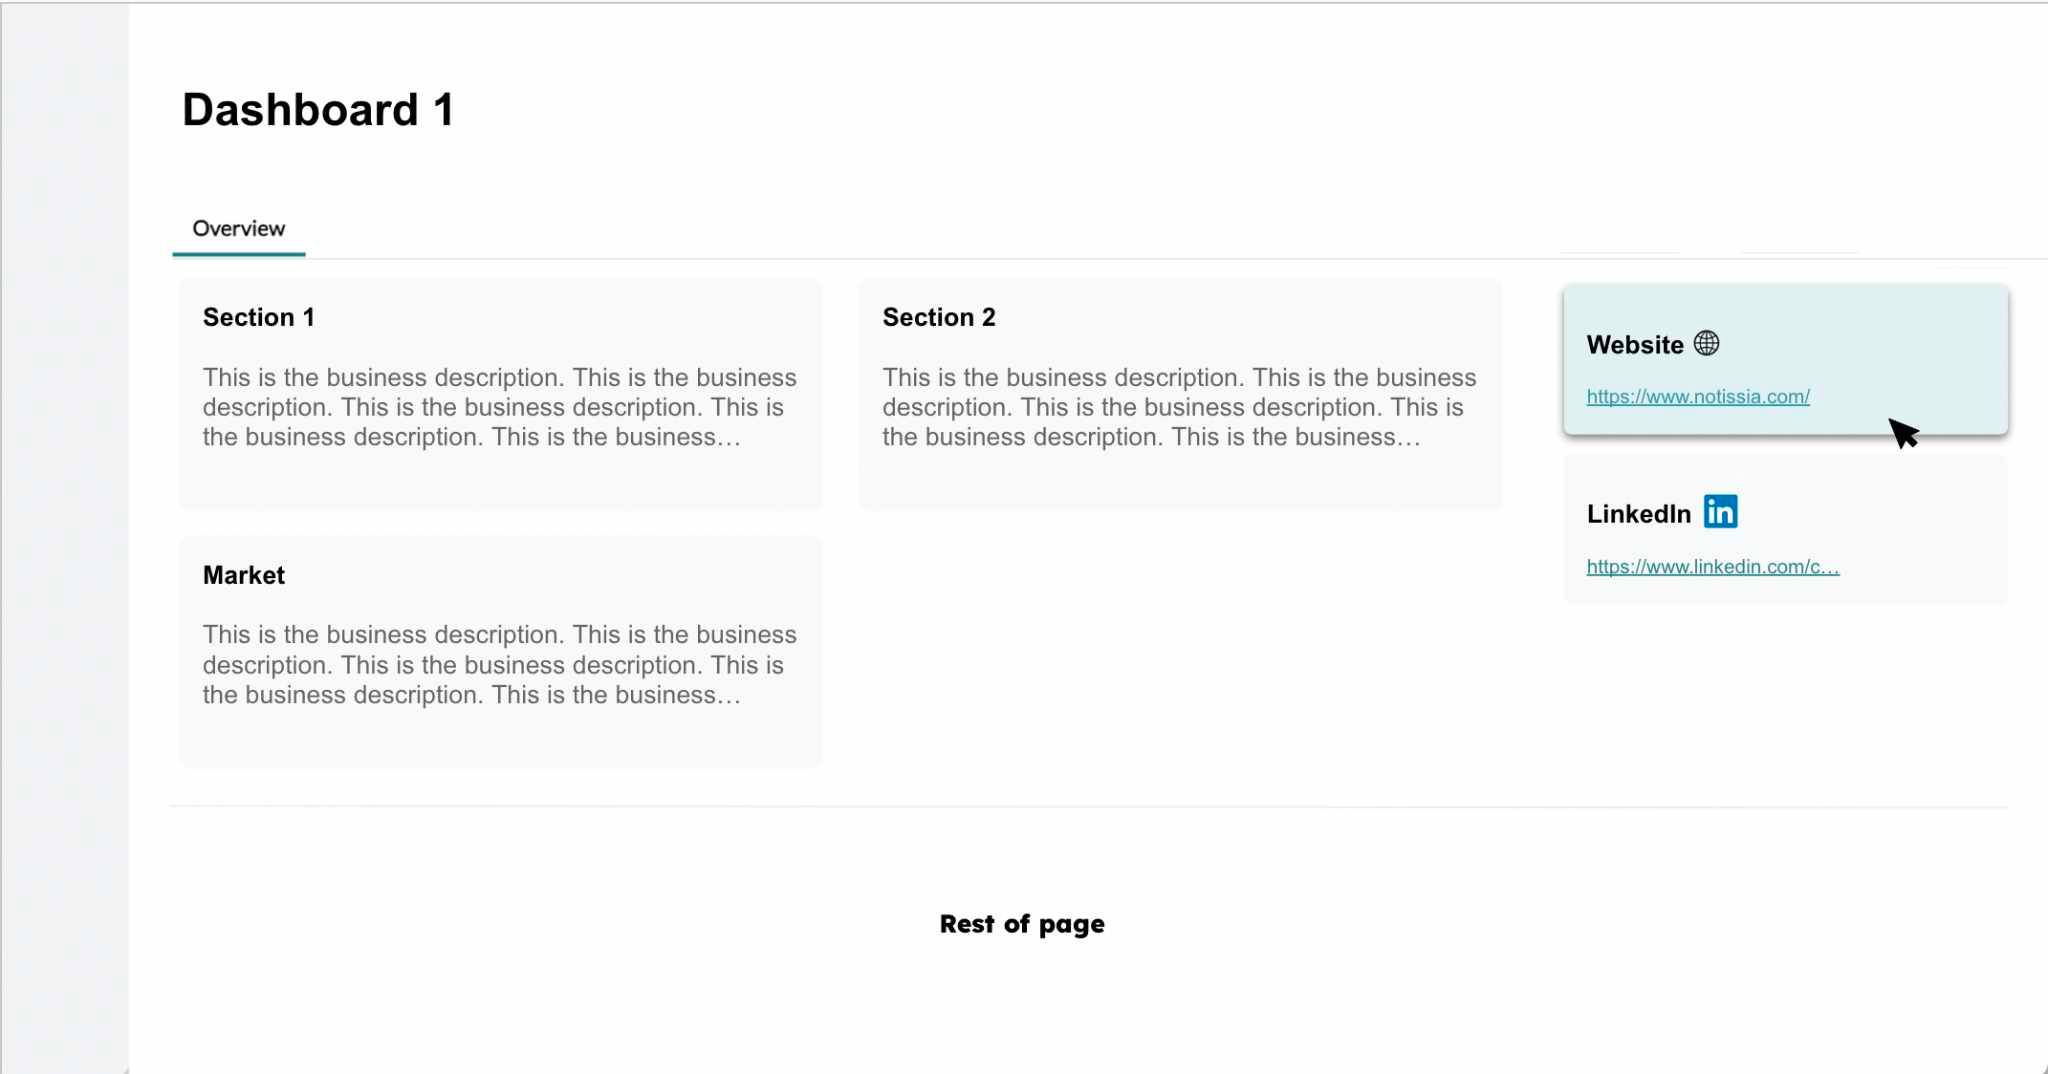 Dashboard 1
Overview
Section 1
This is the business description. This is the business
description. This is the business description. This is
the business description. This is the business…
Section 2
This is the business description. This is the business
description. This is the business description. This is
the business description. This is the business…
Website
https://www.notissia.com/
LinkedIn in
https://www.linkedin.com/c…
Market
This is the business description. This is the business
description. This is the business description. This is
the business description. This is the business…
Rest of page